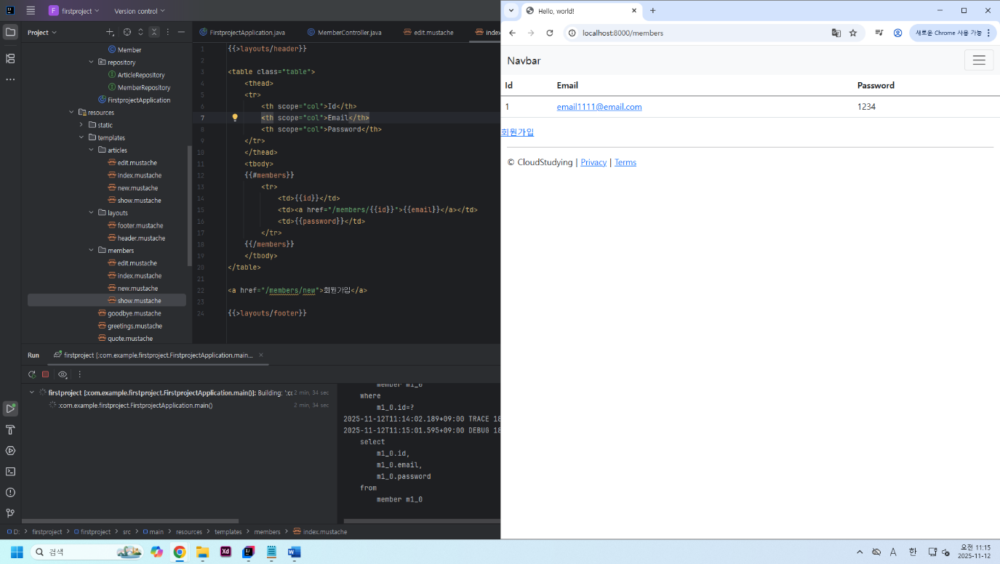 firstproject
Version control
Project
Member
repository
ArticleRepository
MemberRepository
FirstprojectApplication
resources
static
templates
articles
edit.mustache
index.mustache
new.mustache
show.mustache
layouts
footer.mustache
header.mustache
members
edit.mustache
index.mustache
new.mustache
show.mustache
goodbye.mustache
greetings.mustache
quote.mustache
FirstprojectApplication.java MemberController.java edit.mustache index
1 {{>layouts/header}}
2
3 <table class="table">
4 <thead>
5 <tr>
6 <th scope="col">Id</th>
7 <th scope="col">Email</th>
8 <th scope="col">Password</th>
9 </tr>
10 </thead>
11 <tbody>
12 {{#members}}
13 <tr>
14 <td>{{id}}</td>
15 <td><a href="/members/{{id}}">{{email}}</a></td>
16 <td>{{password}}</td>
17 </tr>
18 {{/members}}
19 </tbody>
20 </table>
21
22 <a href="/members/new">회원가입</a>
23
24 {{>layouts/footer}}
Run firstproject [:com.example.firstproject.FirstprojectApplication.main...
firstproject [:com.example.firstproject.FirstprojectApplication.main()]: Building: ':co 2 min, 34 sec
:com.example.firstproject.FirstprojectApplication.main() 2 min, 34 sec
member m1_0
where
m1_0.id=?
2025-11-12T11:14:02.189+09:00 TRACE 18
2025-11-12T11:15:01.595+09:00 DEBUG 18
select
m1_0.id,
m1_0.email,
m1_0.password
from
member m1_0
D: > firstproject > firstproject > src > main > resources > templates > members > index.mustache
Hello, world!
localhost:8000/members
새로운 Chrome 사용 가능
Navbar
Id Email Password
1 email1111@email.com 1234
회원가입
© CloudStudying | Privacy | Terms
검색
Xd
A 한
오전 11:15
2025-11-12